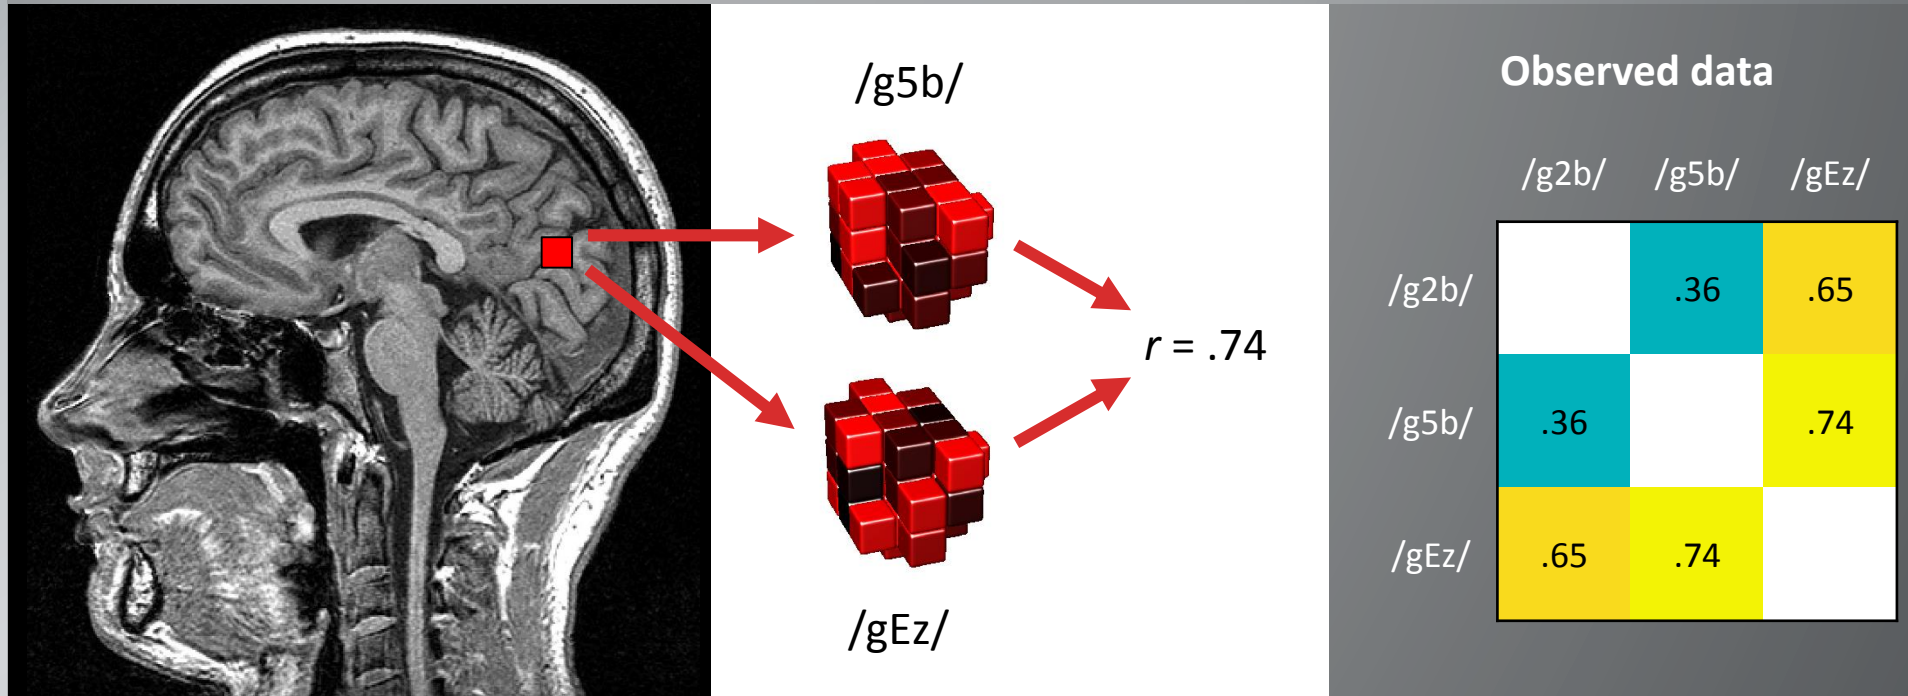 /g5b/
r = .74
/gEz/
Observed data
/g2b/ /g5b/ /gEz/
/g2b/ .36 .65
/g5b/ .36 .74
/gEz/ .65 .74